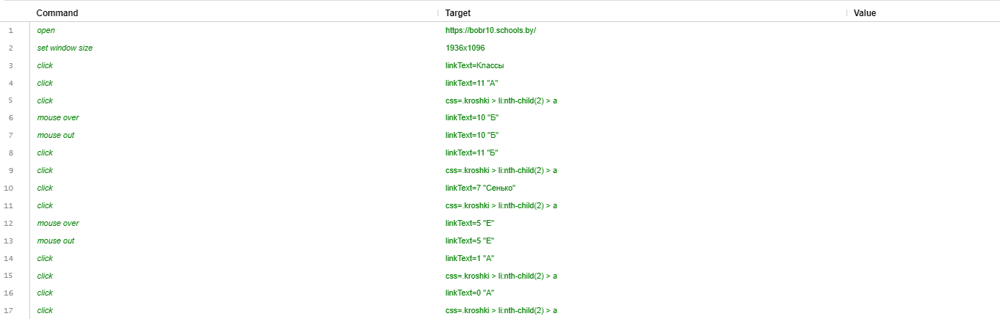 Command Target Value
1 open https://bobr10.schools.by/
2 set window size 1936x1096
3 click linkText=Классы
4 click linkText=11 "А"
5 click css=.kroshki > li:nth-child(2) > a
6 mouse over linkText=10 "Б"
7 mouse out linkText=10 "Б"
8 click linkText=11 "Б"
9 click css=.kroshki > li:nth-child(2) > a
10 click linkText=7 "Сенько"
11 click css=.kroshki > li:nth-child(2) > a
12 mouse over linkText=5 "Е"
13 mouse out linkText=5 "Е"
14 click linkText=1 "А"
15 click css=.kroshki > li:nth-child(2) > a
16 click linkText=0 "А"
17 click css=.kroshki > li:nth-child(2) > a